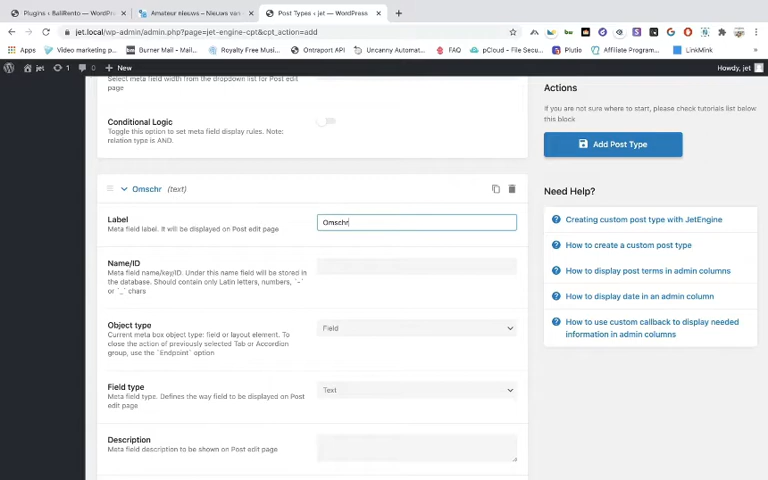 Plugins ‹ BaliRento — WordPr
Amateur nieuws – Nieuws van
Post Types ‹ jet — WordPress
jet.local/wp-admin/admin.php?page=jet-engine-cpt&cpt_action=add
Apps
Video marketing p...
Burner Mail - Mail...
Royalty Free Musi...
Ontraport API
Uncanny Automat...
FAQ
pCloud - File Secu...
Plutio
Affiliate Program...
LinkMink
jet
1
0
New
Howdy, jet
Select meta field width from the dropdown list for Post edit
page
Conditional Logic
Toggle this option to set meta field display rules. Note:
relation type is AND.
Omschr (text)
Label
Meta field label. It will be displayed on Post edit page
Omschr
Name/ID
Meta field name/key/ID. Under this name field will be stored in
the database. Should contain only Latin letters, numbers, `-`
or `_` chars
Object type
Current meta box object type: field or layout element. To
close the action of previously selected Tab or Accordion
group, use the `Endpoint` option
Field
Field type
Meta field type. Defines the way field to be displayed on Post
edit page
Text
Description
Meta field description to be shown on Post edit page
Actions
If you are not sure where to start, please check tutorials list below
this block
Add Post Type
Need Help?
Creating custom post type with JetEngine
How to create a custom post type
How to display post terms in admin columns
How to display date in an admin column
How to use custom callback to display needed
information in admin columns